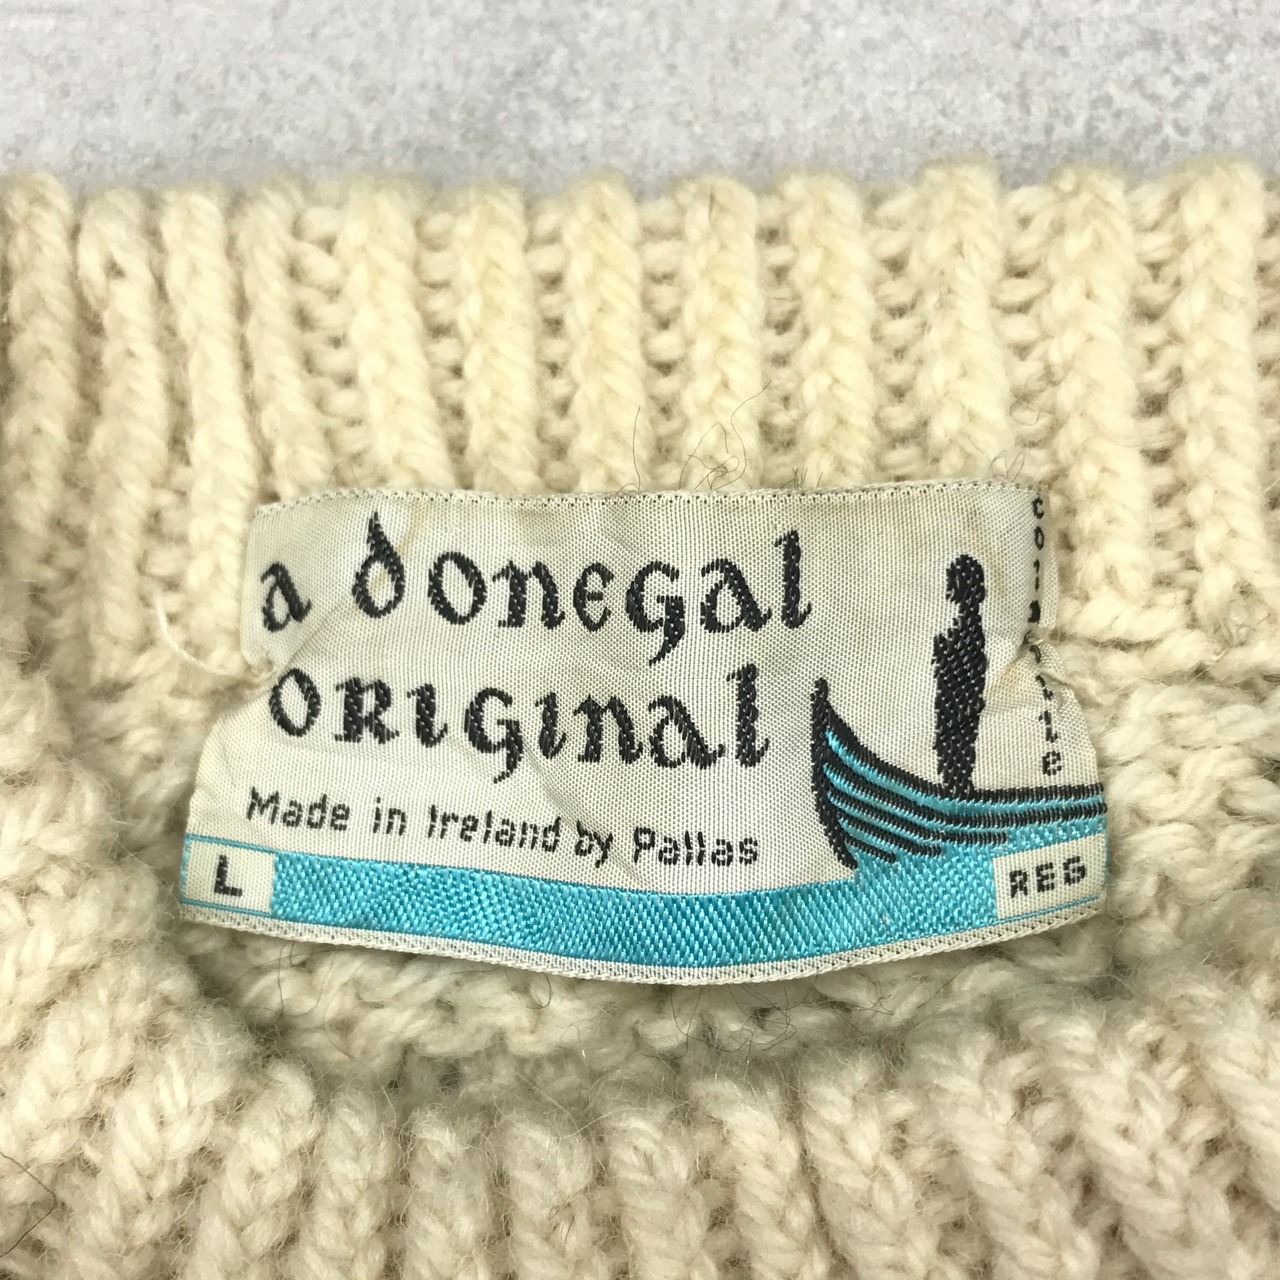 a donegal
original
Made in Ireland by Pallas
L
REG